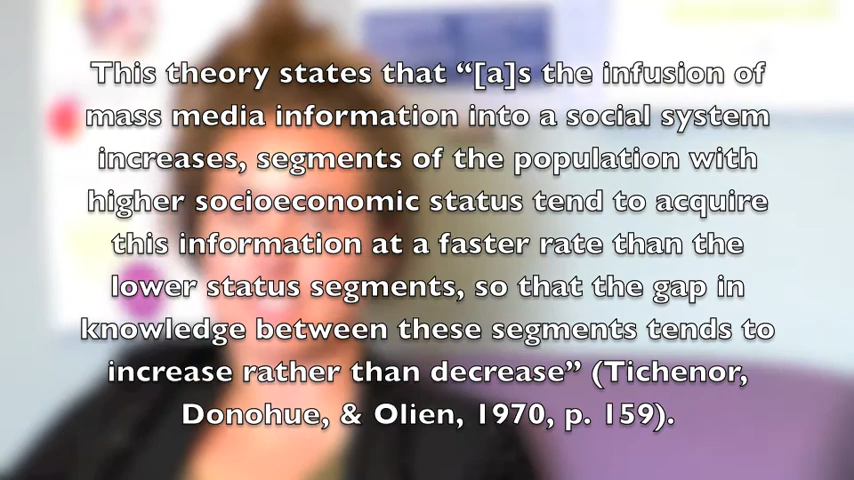 This theory states that “[a]s the infusion of
mass media information into a social system
increases, segments of the population with
higher socioeconomic status tend to acquire
this information at a faster rate than the
lower status segments, so that the gap in
knowledge between these segments tends to
increase rather than decrease” (Tichenor,
Donohue, & Olien, 1970, p. 159).